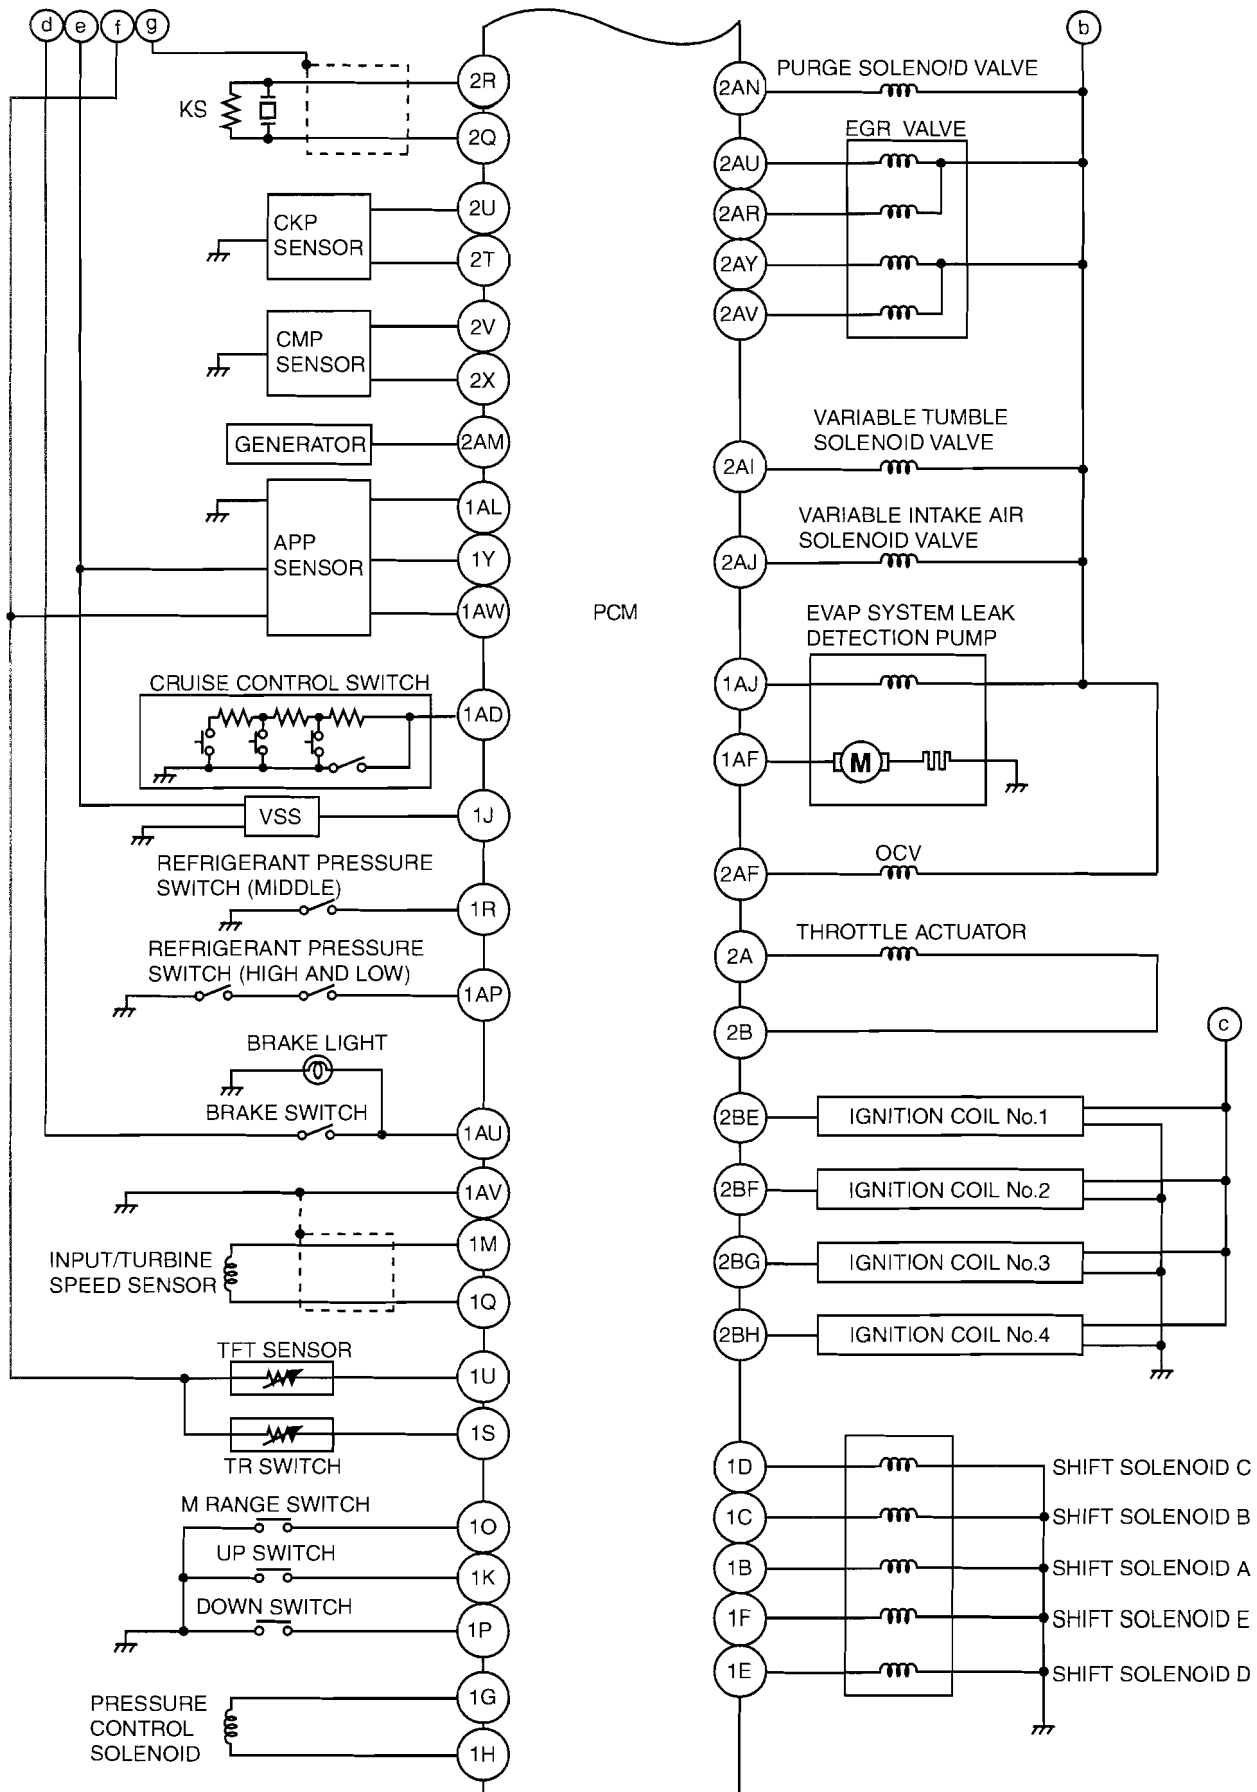 d e f g
b
KS
2R
2Q
CKP
SENSOR
2U
2T
CMP
SENSOR
2V
2X
GENERATOR
2AM
APP
SENSOR
1AL
1Y
1AW
CRUISE CONTROL SWITCH
1AD
VSS
1J
REFRIGERANT PRESSURE
SWITCH (MIDDLE)
1R
REFRIGERANT PRESSURE
SWITCH (HIGH AND LOW)
1AP
BRAKE LIGHT
BRAKE SWITCH
1AU
1AV
INPUT/TURBINE
SPEED SENSOR
1M
1Q
TFT SENSOR
1U
1S
TR SWITCH
M RANGE SWITCH
1O
UP SWITCH
1K
DOWN SWITCH
1P
PRESSURE
CONTROL
SOLENOID
1G
1H
PCM
PURGE SOLENOID VALVE
2AN
EGR VALVE
2AU
2AR
2AY
2AV
VARIABLE TUMBLE
SOLENOID VALVE
2AI
VARIABLE INTAKE AIR
SOLENOID VALVE
2AJ
EVAP SYSTEM LEAK
DETECTION PUMP
1AJ
1AF
M
OCV
2AF
THROTTLE ACTUATOR
2A
2B
c
2BE
IGNITION COIL No.1
2BF
IGNITION COIL No.2
2BG
IGNITION COIL No.3
2BH
IGNITION COIL No.4
1D
SHIFT SOLENOID C
1C
SHIFT SOLENOID B
1B
SHIFT SOLENOID A
1F
SHIFT SOLENOID E
1E
SHIFT SOLENOID D